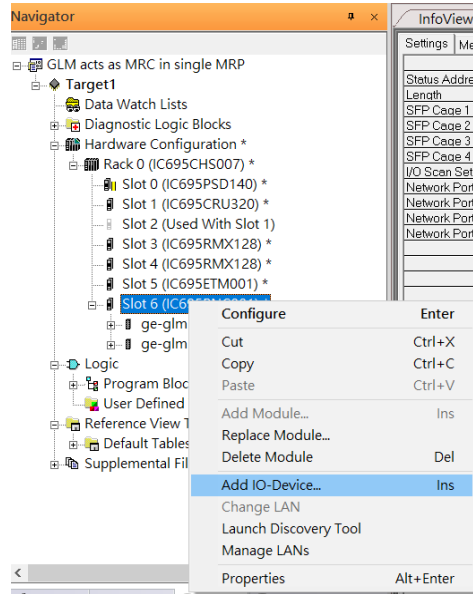 Navigator
InfoView
Settings
GLM acts as MRC in single MRP
Target1
Data Watch Lists
Diagnostic Logic Blocks
Hardware Configuration *
Rack 0 (IC695CHS007) *
Slot 0 (IC695PSD140) *
Slot 1 (IC695CRU320) *
Slot 2 (Used With Slot 1)
Slot 3 (IC695RMX128) *
Slot 4 (IC695RMX128) *
Slot 5 (IC695ETM001) *
Slot 6
ge-glm
ge-glm
Logic
Program Bloc
User Defined
Reference View T
Default Tables
Supplemental Fil
Status Addre
Length
SFP Cage 1
SFP Cage 2
SFP Cage 3
SFP Cage 4
I/O Scan Set
Network Port
Network Port
Network Port
Network Port
Configure Enter
Cut Ctrl+X
Copy Ctrl+C
Paste Ctrl+V
Add Module... Ins
Replace Module...
Delete Module Del
Add IO-Device... Ins
Change LAN
Launch Discovery Tool
Manage LANs
Properties Alt+Enter